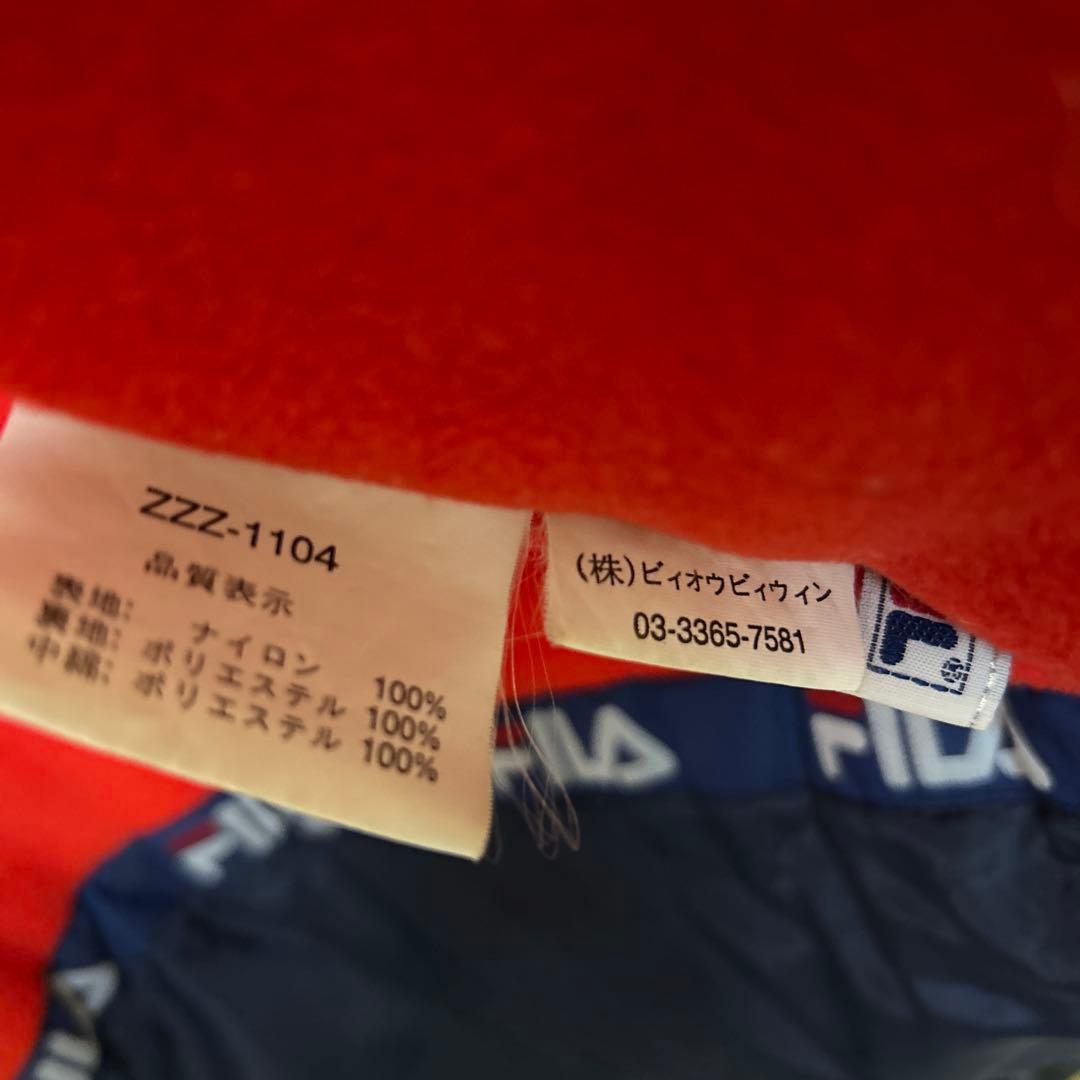 ZZZ-1104
品質表示
表地: ナイロン 100%
裏地: ポリエステル 100%
中綿: ポリエステル 100%
(株)ビィオウビィウィン
03-3365-7581
FILA
FILA